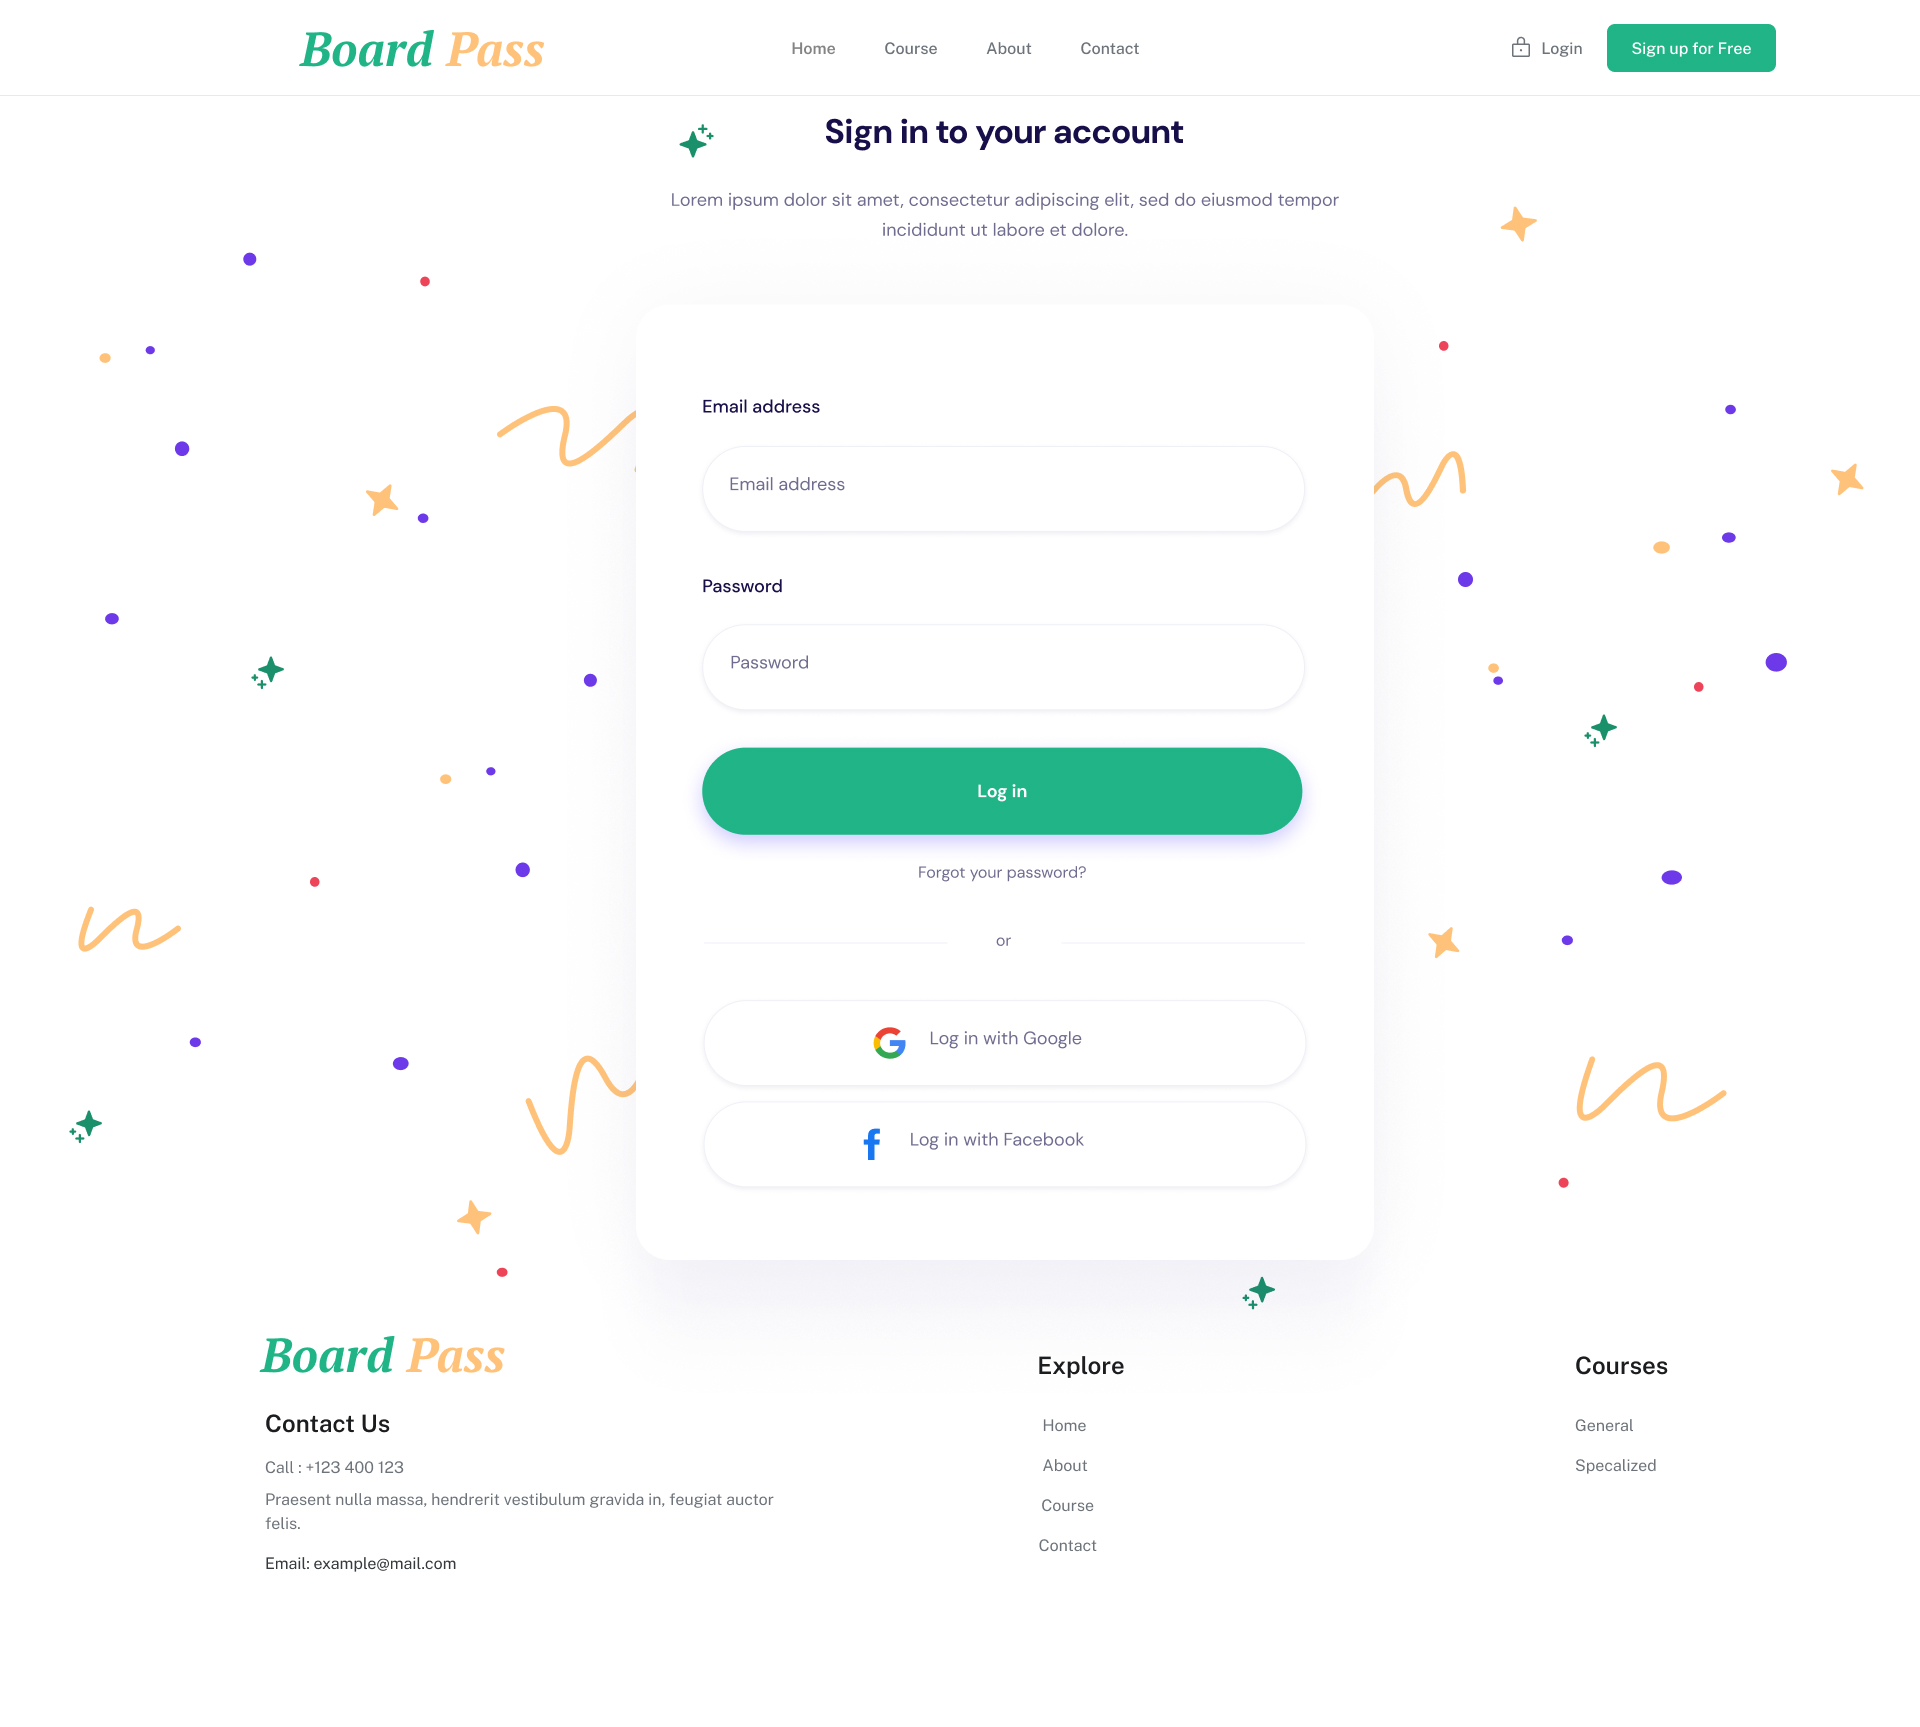 Board Pass
Home Course About Contact
Login
Sign up for Free
Sign in to your account
Lorem ipsum dolor sit amet, consectetur adipiscing elit, sed do eiusmod tempor
incididunt ut labore et dolore.
Email address
Email address
Password
Password
Log in
Forgot your password?
or
Log in with Google
Log in with Facebook
Board Pass
Contact Us
Call : +123 400 123
Praesent nulla massa, hendrerit vestibulum gravida in, feugiat auctor
felis.
Email: example@mail.com
Explore
Home
About
Course
Contact
Courses
General
Specalized